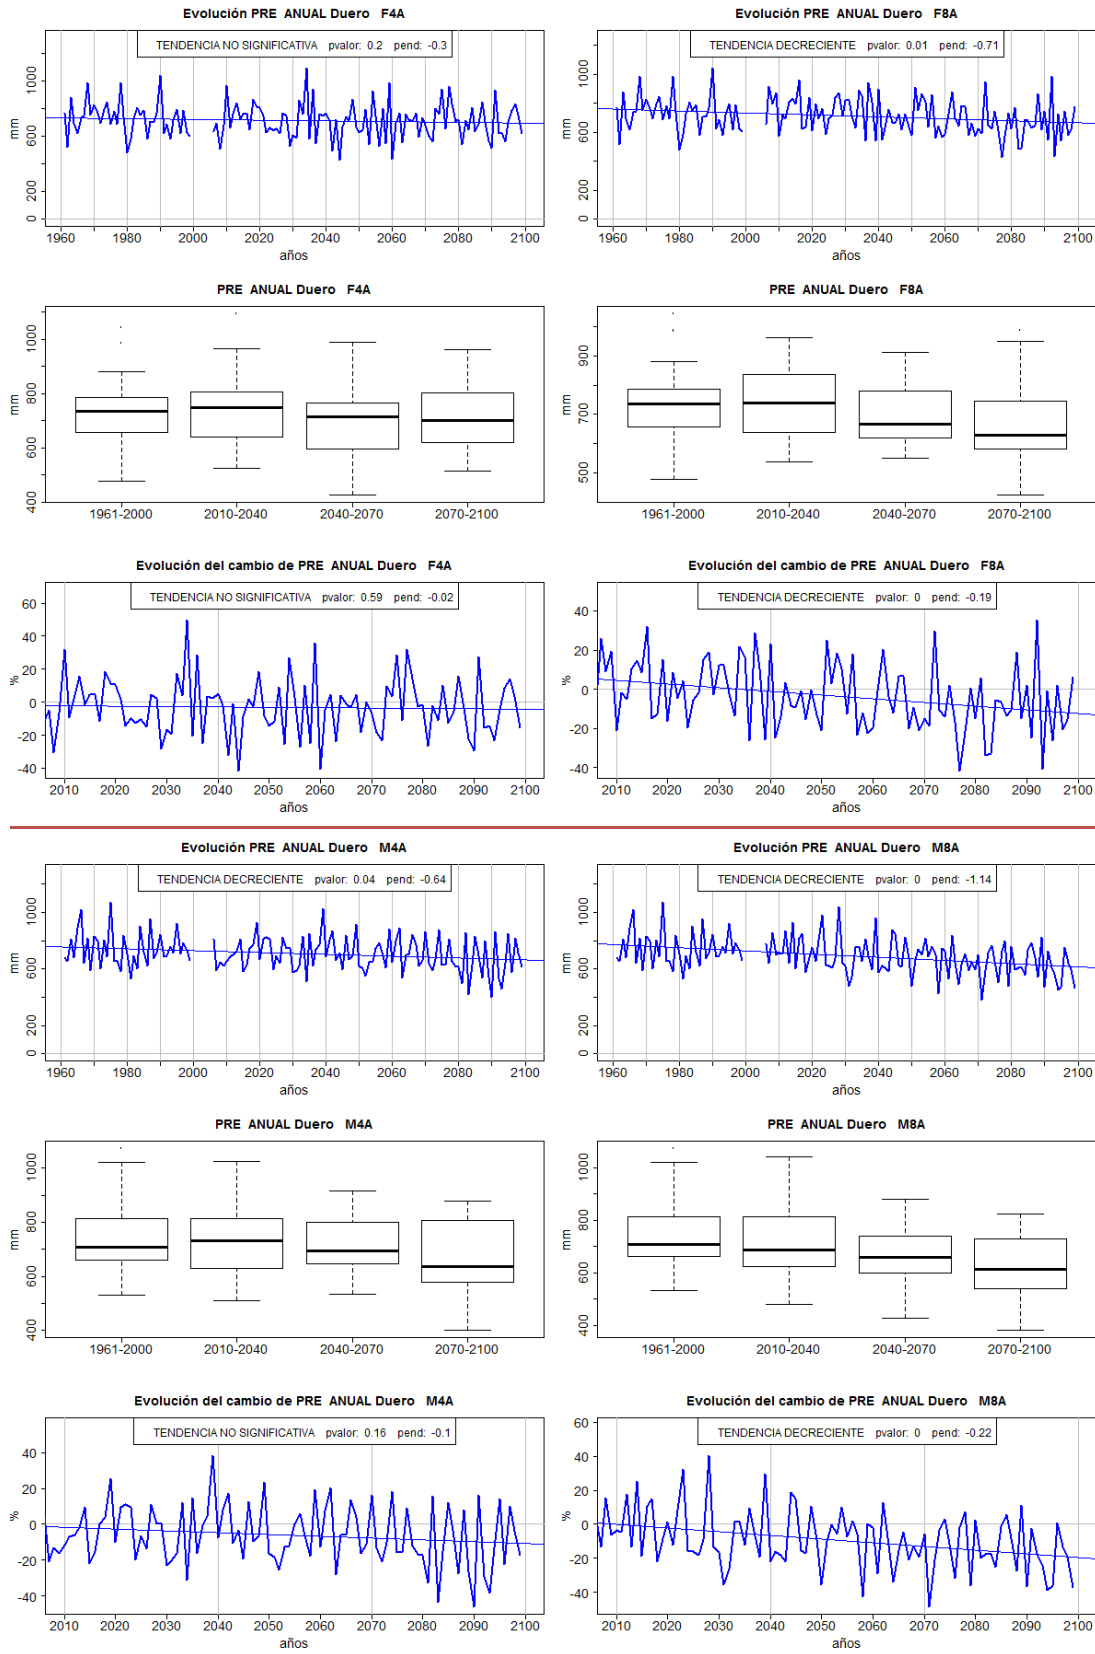 Evolución PRE ANUAL Duero F4A
TENDENCIA NO SIGNIFICATIVA pvalor: 0.2 pend: -0.3
mm
0 200 600 1000
1960 1980 2000 2020 2040 2060 2080 2100
años
Evolución PRE ANUAL Duero F8A
TENDENCIA DECRECIENTE pvalor: 0.01 pend: -0.71
mm
0 200 600 1000
1960 1980 2000 2020 2040 2060 2080 2100
años
PRE ANUAL Duero F4A
mm
400 600 800 1000
1961-2000 2010-2040 2040-2070 2070-2100
PRE ANUAL Duero F8A
mm
500 700 900
1961-2000 2010-2040 2040-2070 2070-2100
Evolución del cambio de PRE ANUAL Duero F4A
TENDENCIA NO SIGNIFICATIVA pvalor: 0.59 pend: -0.02
%
-40 -20 0 20 40 60
2010 2020 2030 2040 2050 2060 2070 2080 2090 2100
años
Evolución del cambio de PRE ANUAL Duero F8A
TENDENCIA DECRECIENTE pvalor: 0 pend: -0.19
%
-40 -20 0 20 40
2010 2020 2030 2040 2050 2060 2070 2080 2090 2100
años
Evolución PRE ANUAL Duero M4A
TENDENCIA DECRECIENTE pvalor: 0.04 pend: -0.64
mm
0 200 600 1000
1960 1980 2000 2020 2040 2060 2080 2100
años
Evolución PRE ANUAL Duero M8A
TENDENCIA DECRECIENTE pvalor: 0 pend: -1.14
mm
0 200 600 1000
1960 1980 2000 2020 2040 2060 2080 2100
años
PRE ANUAL Duero M4A
mm
400 600 800 1000
1961-2000 2010-2040 2040-2070 2070-2100
PRE ANUAL Duero M8A
mm
400 600 800 1000
1961-2000 2010-2040 2040-2070 2070-2100
Evolución del cambio de PRE ANUAL Duero M4A
TENDENCIA NO SIGNIFICATIVA pvalor: 0.16 pend: -0.1
%
-40 -20 0 20 40
2010 2020 2030 2040 2050 2060 2070 2080 2090 2100
años
Evolución del cambio de PRE ANUAL Duero M8A
TENDENCIA DECRECIENTE pvalor: 0 pend: -0.22
%
-40 -20 0 20 40 60
2010 2020 2030 2040 2050 2060 2070 2080 2090 2100
años